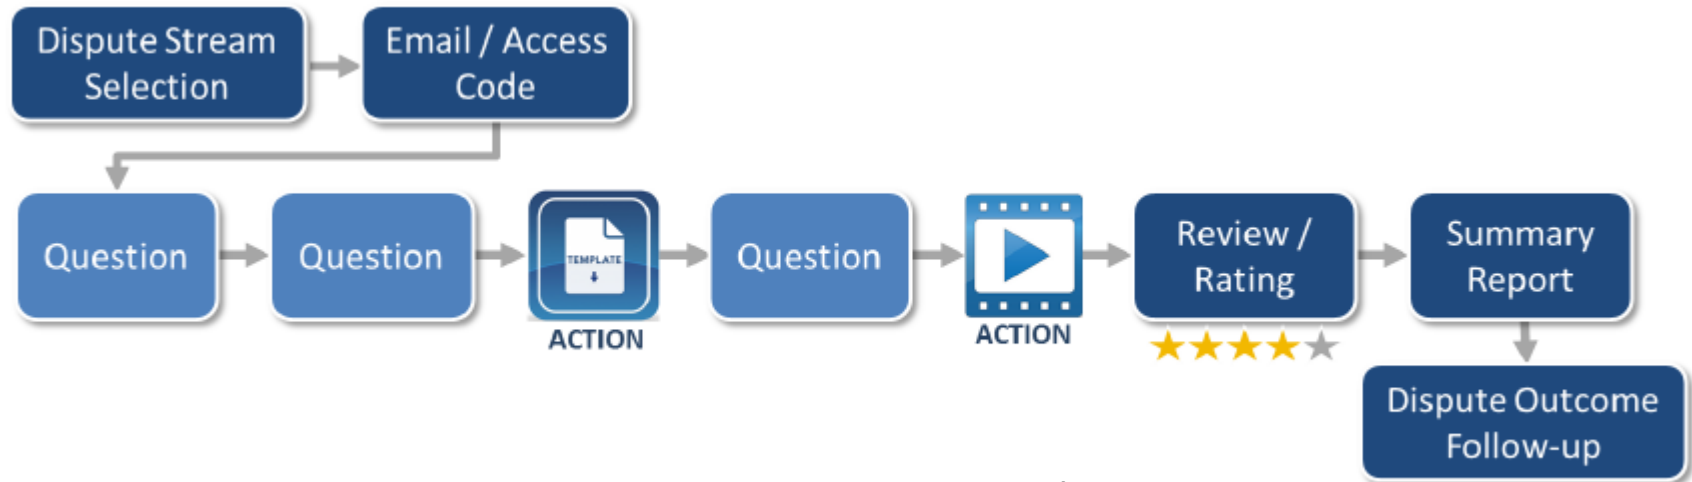 Dispute Stream
Selection
Email / Access
Code
Question
Question
TEMPLATE
ACTION
Question
ACTION
Review /
Rating
Summary
Report
Dispute Outcome
Follow-up